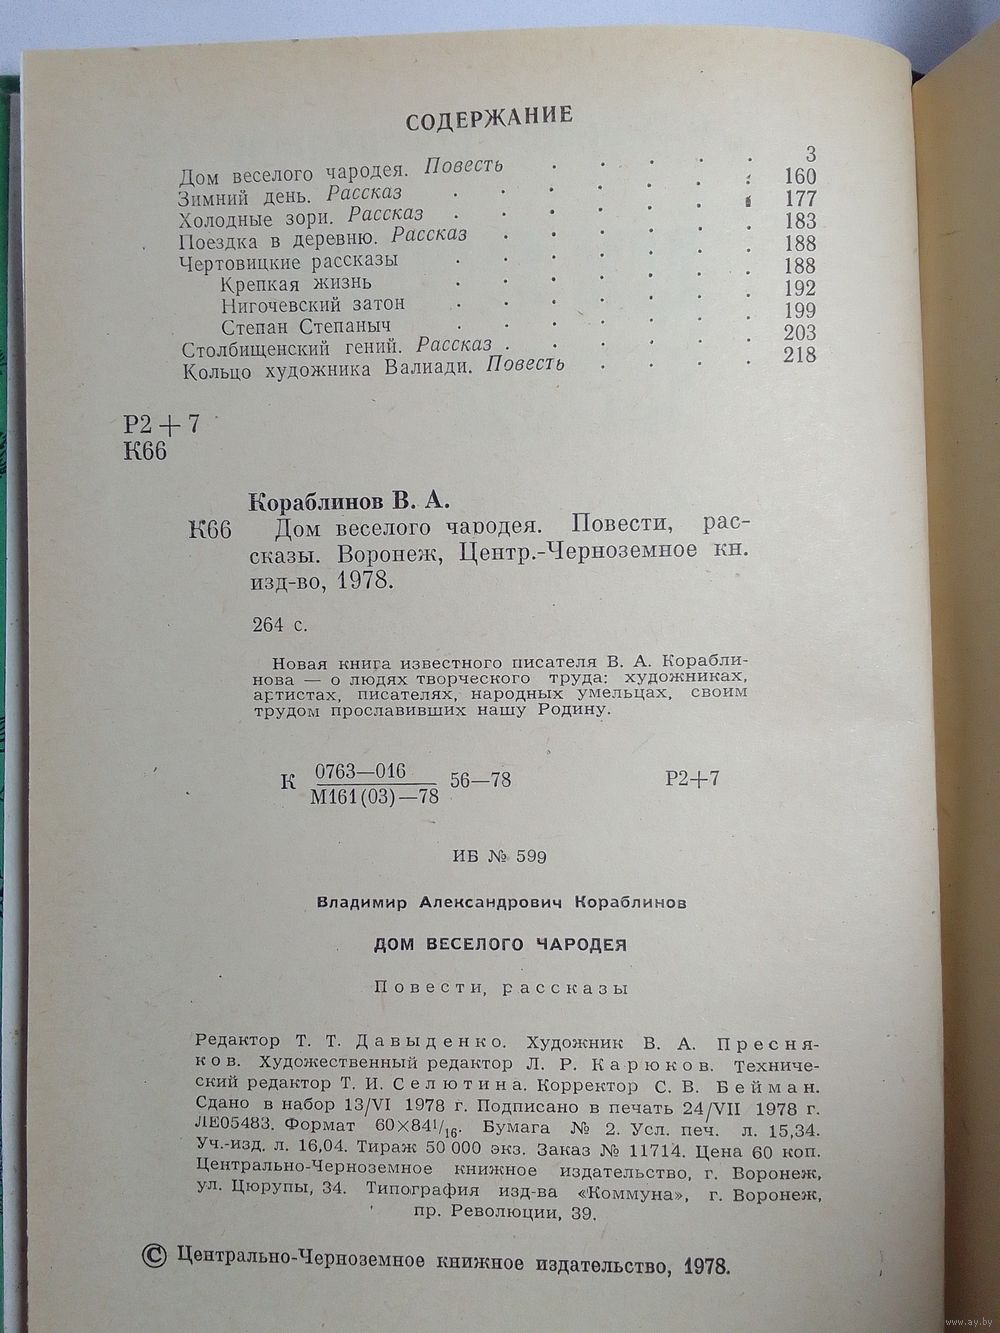 СОДЕРЖАНИЕ
Дом веселого чародея. Повесть . . . . . 3
Зимний день. Рассказ . . . . . . . 160
Холодные зори. Рассказ . . . . . . . 177
Поездка в деревню. Рассказ . . . . . . 183
Чертовицкие рассказы . . . . . . . 188
Крепкая жизнь . . . . . . . 188
Нигочевский затон . . . . . . . 192
Степан Степаныч . . . . . . . 199
Столбищенский гений. Рассказ . . . . . . 203
Кольцо художника Валиади. Повесть . . . . 218
Р2+7
К66
Кораблинов В. А.
К66 Дом веселого чародея. Повести, рас-
сказы. Воронеж, Центр.-Черноземное кн.
изд-во, 1978.
264 с.
Новая книга известного писателя В. А. Корабли-
нова — о людях творческого труда: художниках,
артистах, писателях, народных умельцах, своим
трудом прославивших нашу Родину.
К 0763—016 / М161(03)—78 56—78 Р2+7
ИБ № 599
Владимир Александрович Кораблинов
ДОМ ВЕСЕЛОГО ЧАРОДЕЯ
Повести, рассказы
Редактор Т. Т. Давыденко. Художник В. А. Пресня-
ков. Художественный редактор Л. Р. Карюков. Техниче-
ский редактор Т. И. Селютина. Корректор С. В. Бейман.
Сдано в набор 13/VI 1978 г. Подписано в печать 24/VII 1978 г.
ЛЕ05483. Формат 60×84 1/16. Бумага № 2. Усл. печ. л. 15,34.
Уч.-изд. л. 16,04. Тираж 50 000 экз. Заказ № 11714. Цена 60 коп.
Центрально-Черноземное книжное издательство, г. Воронеж,
ул. Цюрупы, 34. Типография изд-ва «Коммуна», г. Воронеж,
пр. Революции, 39.
© Центрально-Черноземное книжное издательство, 1978.
www.ay.by